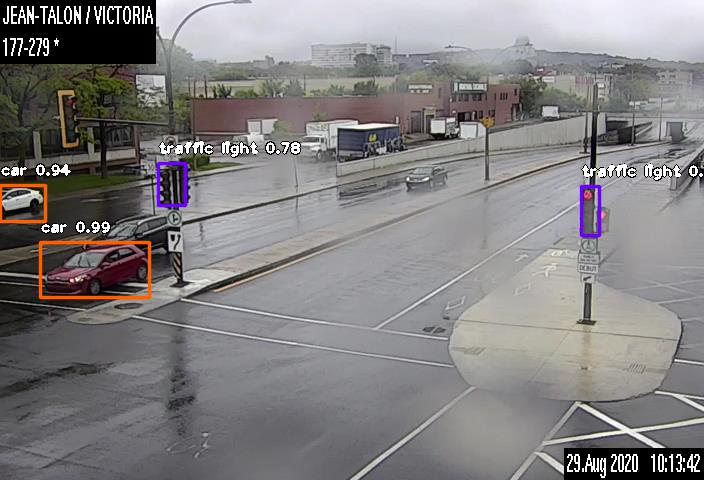 JEAN-TALON / VICTORIA
177-279 *
traffic light 0.78
traffic light 0.
car 0.94
car 0.99
DÉBUT
29.Aug 2020 10:13:42